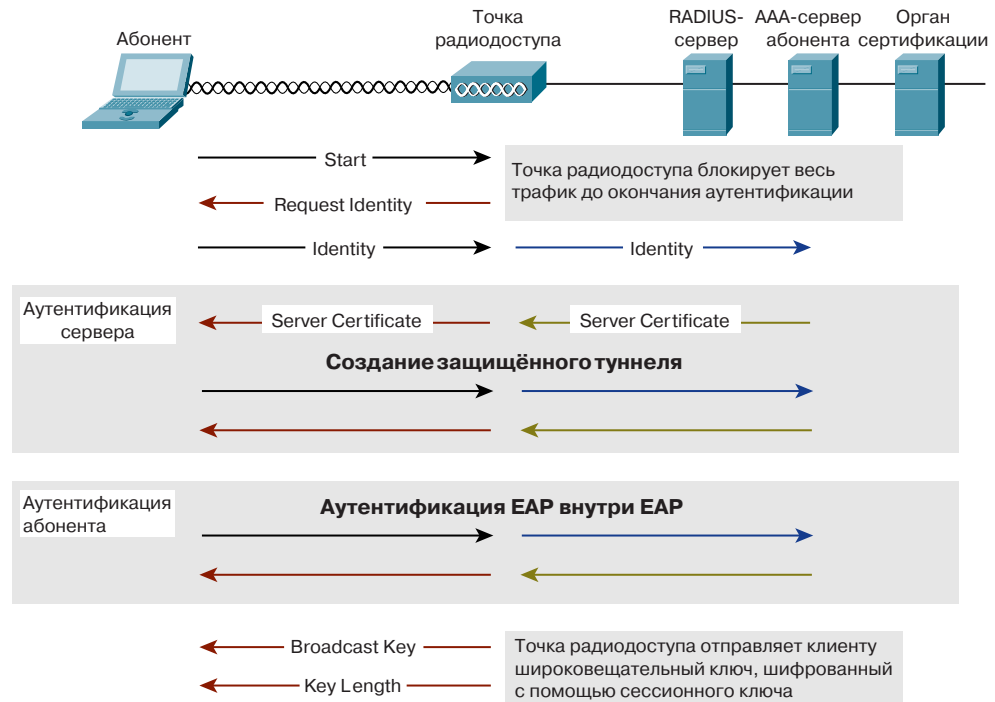 Абонент
Точка
радиодоступа
RADIUS-
сервер
ААА-сервер
абонента
Орган
сертификации
Start
Точка радиодоступа блокирует весь
трафик до окончания аутентификации
Request Identity
Identity
Identity
Аутентификация
сервера
Server Certificate
Server Certificate
Создание защищённого туннеля
Аутентификация
абонента
Аутентификация EAP внутри EAP
Broadcast Key
Key Length
Точка радиодоступа отправляет клиенту
широковещательный ключ, шифрованный
с помощью сессионного ключа